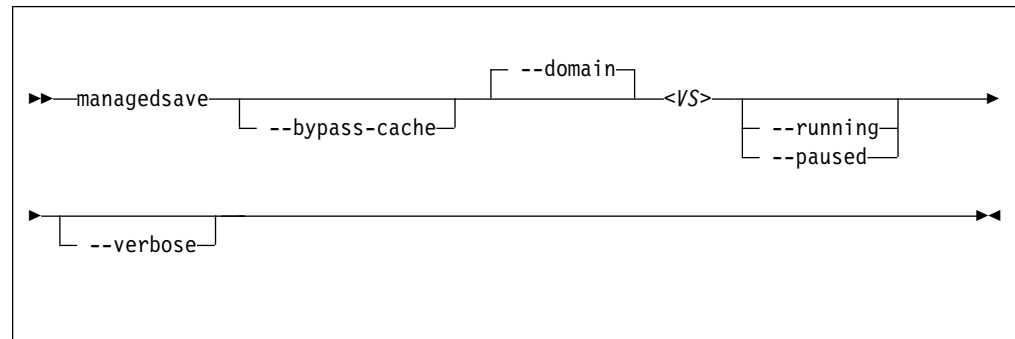 --domain
managedsave <VS>
--bypass-cache --running
--paused
--verbose